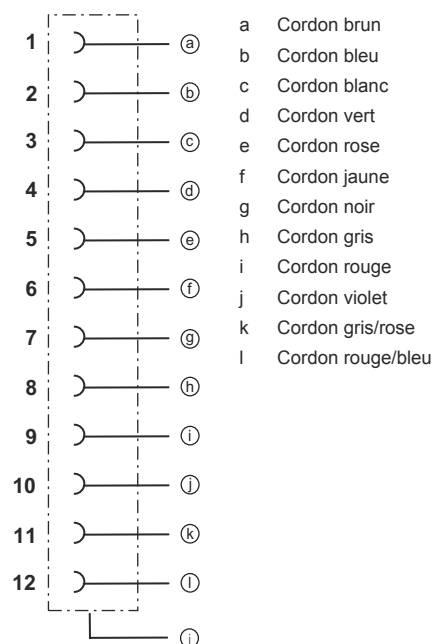 1 a
2 b
3 c
4 d
5 e
6 f
7 g
8 h
9 i
10 j
11 k
12 l
i
a Cordon brun
b Cordon bleu
c Cordon blanc
d Cordon vert
e Cordon rose
f Cordon jaune
g Cordon noir
h Cordon gris
i Cordon rouge
j Cordon violet
k Cordon gris/rose
l Cordon rouge/bleu